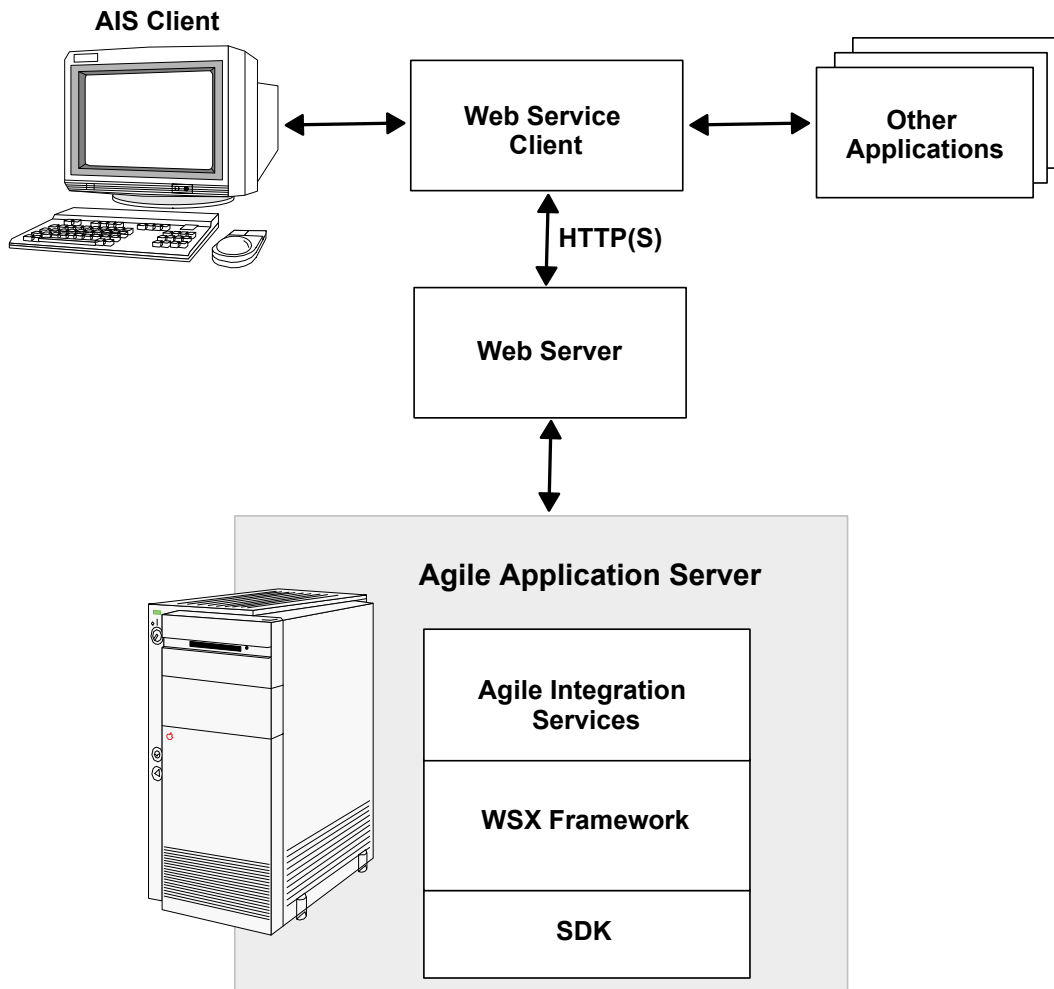 AIS Client
Web Service
Client
Other
Applications
HTTP(S)
Web Server
Agile Application Server
Agile Integration
Services
WSX Framework
SDK